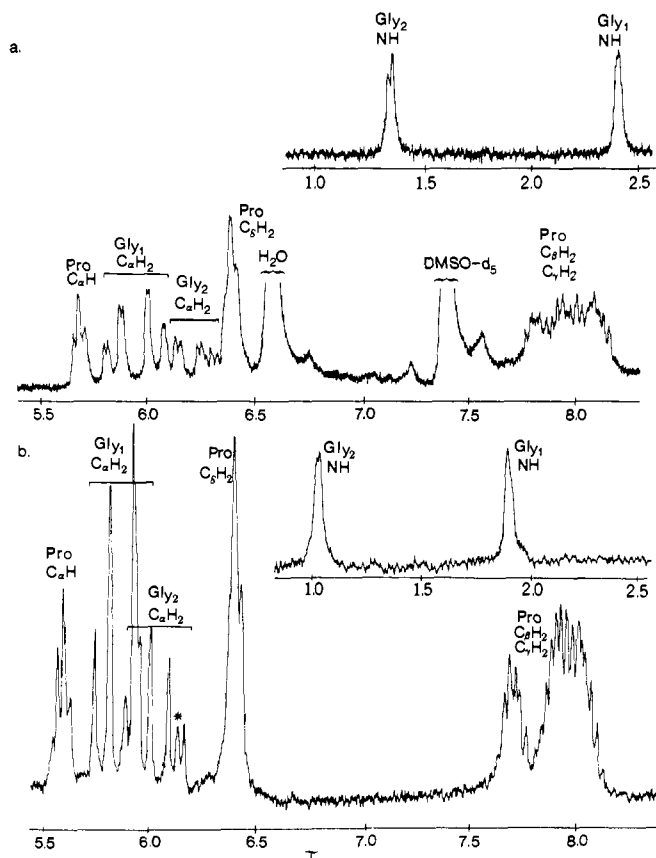 a.
Gly₂
NH
Gly₁
NH
1.0 1.5 2.0 2.5
Pro
CαH
Gly₁
CαH₂
Gly₂
CαH₂
Pro
CδH₂
H₂O
DMSO-d₅
Pro
CβH₂
CγH₂
5.5 6.0 6.5 7.0 7.5 8.0
b.
Gly₁
CαH₂
Pro
CαH
Gly₂
CαH₂
*
Pro
CδH₂
Gly₂
NH
Gly₁
NH
1.0 1.5 2.0 2.5
Pro
CβH₂
CγH₂
5.5 6.0 6.5 7.0 7.5 8.0
τ